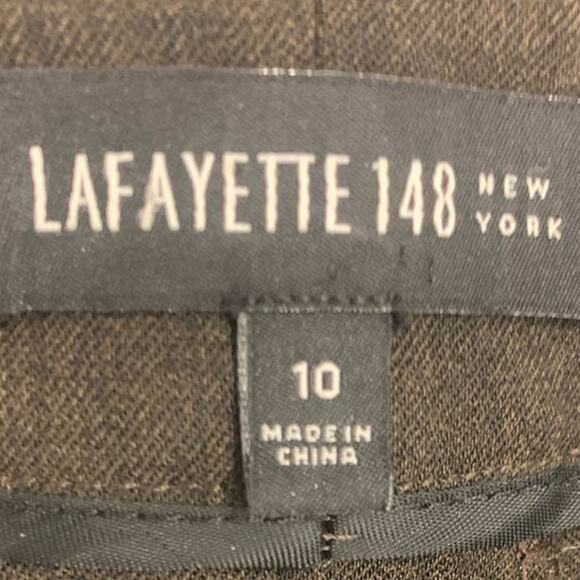 LAFAYETTE 148 NEW YORK
10
MADE IN
CHINA